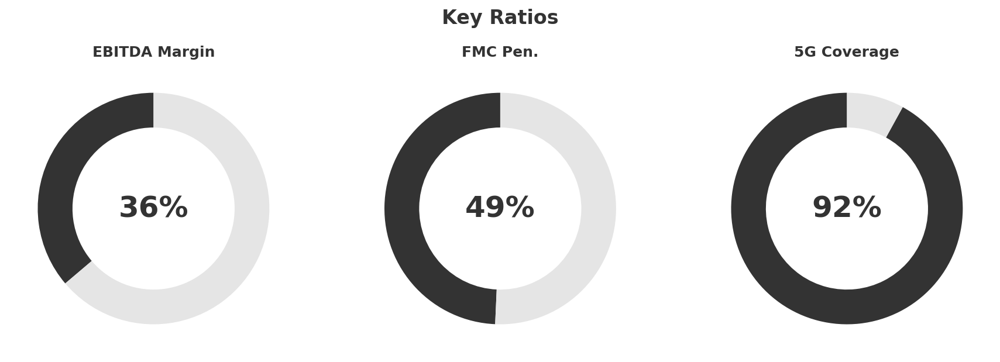 Key Ratios
EBITDA Margin
FMC Pen.
5G Coverage
36%
49%
92%